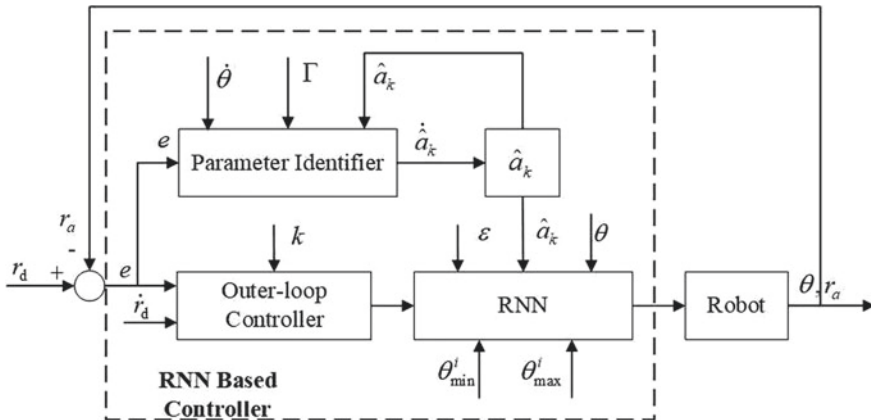 θ̇
Γ
â_k
e
Parameter Identifier
â̇_k
â_k
r_a
-
k
ε
â_k
θ
r_d
+
e
ṙ_d
Outer-loop
Controller
RNN
Robot
θ, r_a
θ^i_min
θ^i_max
RNN Based
Controller